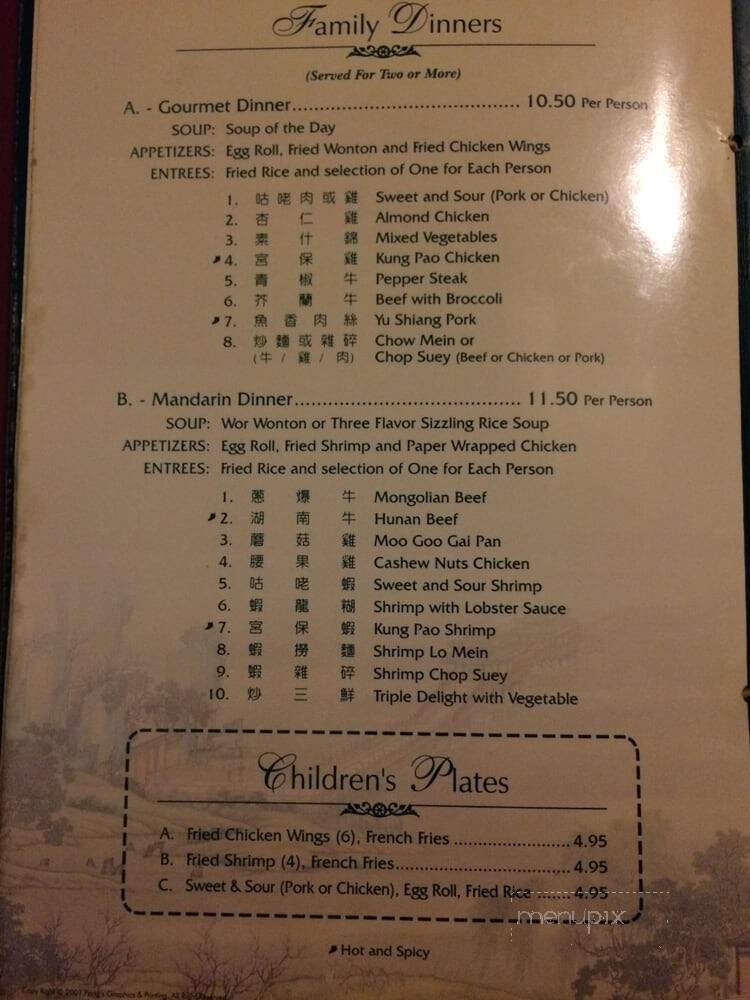 Family Dinners
(Served For Two or More)
A. - Gourmet Dinner........................................ 10.50 Per Person
SOUP: Soup of the Day
APPETIZERS: Egg Roll, Fried Wonton and Fried Chicken Wings
ENTREES: Fried Rice and selection of One for Each Person
1. 咕咾肉或雞 Sweet and Sour (Pork or Chicken)
2. 杏仁雞 Almond Chicken
3. 素什錦 Mixed Vegetables
4. 宮保雞 Kung Pao Chicken
5. 青椒牛 Pepper Steak
6. 芥蘭牛 Beef with Broccoli
7. 魚香肉絲 Yu Shiang Pork
8. 炒麵或雜碎 Chow Mein or
(牛/雞/肉) Chop Suey (Beef or Chicken or Pork)
B. - Mandarin Dinner........................................ 11.50 Per Person
SOUP: Wor Wonton or Three Flavor Sizzling Rice Soup
APPETIZERS: Egg Roll, Fried Shrimp and Paper Wrapped Chicken
ENTREES: Fried Rice and selection of One for Each Person
1. 蔥爆牛 Mongolian Beef
2. 湖南牛 Hunan Beef
3. 蘑菇雞 Moo Goo Gai Pan
4. 腰果雞 Cashew Nuts Chicken
5. 咕咾蝦 Sweet and Sour Shrimp
6. 蝦龍糊 Shrimp with Lobster Sauce
7. 宮保蝦 Kung Pao Shrimp
8. 蝦撈麵 Shrimp Lo Mein
9. 蝦雜碎 Shrimp Chop Suey
10. 炒三鮮 Triple Delight with Vegetable
Children's Plates
A. Fried Chicken Wings (6), French Fries ........................ 4.95
B. Fried Shrimp (4), French Fries.................................... 4.95
C. Sweet & Sour (Pork or Chicken), Egg Roll, Fried Rice ....... 4.95
menupix
Hot and Spicy